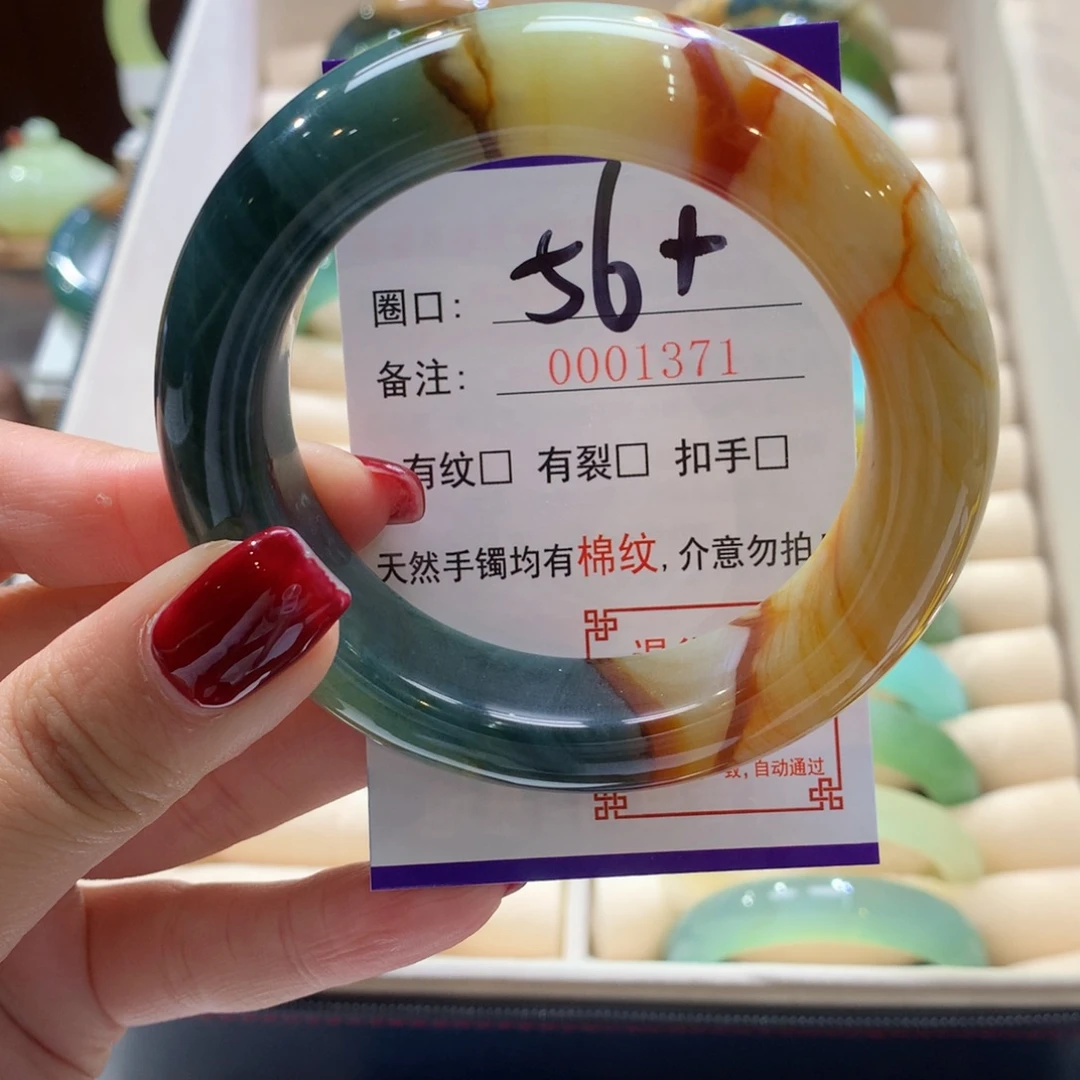 圈口: 56+
备注: 0001371
有纹□ 有裂□ 扣手□
天然手镯均有棉纹, 介意勿拍
致, 自动通过